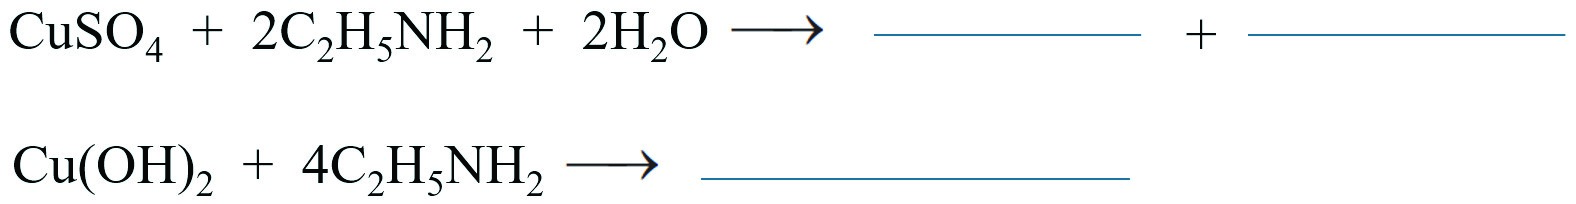 CuSO₄ + 2C₂H₅NH₂ + 2H₂O ⟶ ________ + ________
Cu(OH)₂ + 4C₂H₅NH₂ ⟶ ________